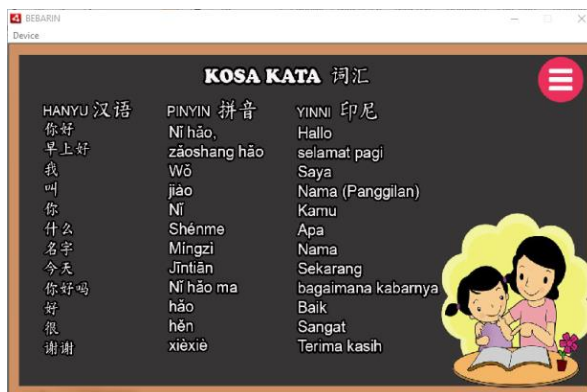 BEBARIN
Device
KOSA KATA 词汇
HANYU 汉语 PINYIN 拼音 YINNI 印尼
你好 Nǐ hǎo, Hallo
早上好 zǎoshang hǎo selamat pagi
我 Wǒ Saya
叫 jiào Nama (Panggilan)
你 Nǐ Kamu
什么 Shénme Apa
名字 Míngzì Nama
今天 Jīntiān Sekarang
你好吗 Nǐ hǎo ma bagaimana kabarnya
好 hǎo Baik
很 hěn Sangat
谢谢 xièxiè Terima kasih